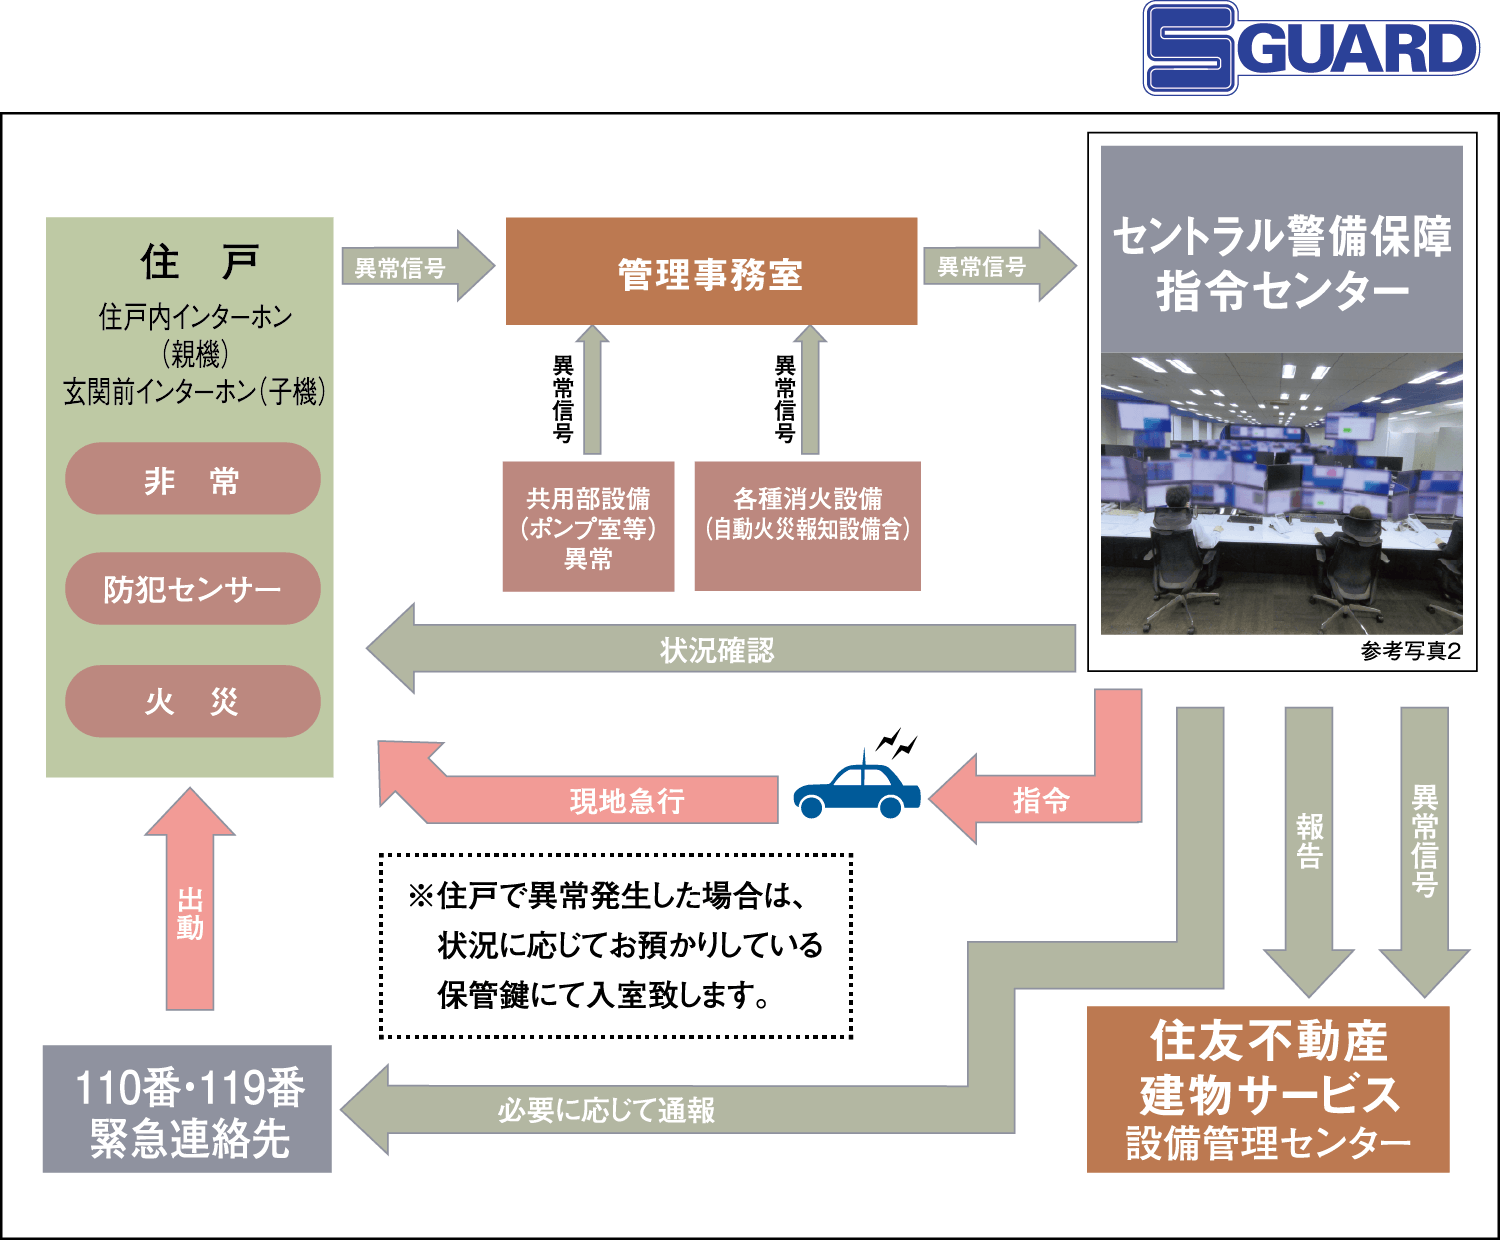 S GUARD
住　戸
住戸内インターホン
（親機）
玄関前インターホン（子機）
非　常
防犯センサー
火　災
異常信号
管理事務室
異常信号
セントラル警備保障
指令センター
参考写真2
異常信号
異常信号
共用部設備
（ポンプ室等）
異常
各種消火設備
（自動火災報知設備含）
状況確認
現地急行
指令
出動
※住戸で異常発生した場合は、
状況に応じてお預かりしている
保管鍵にて入室致します。
報告
異常信号
110番・119番
緊急連絡先
必要に応じて通報
住友不動産
建物サービス
設備管理センター